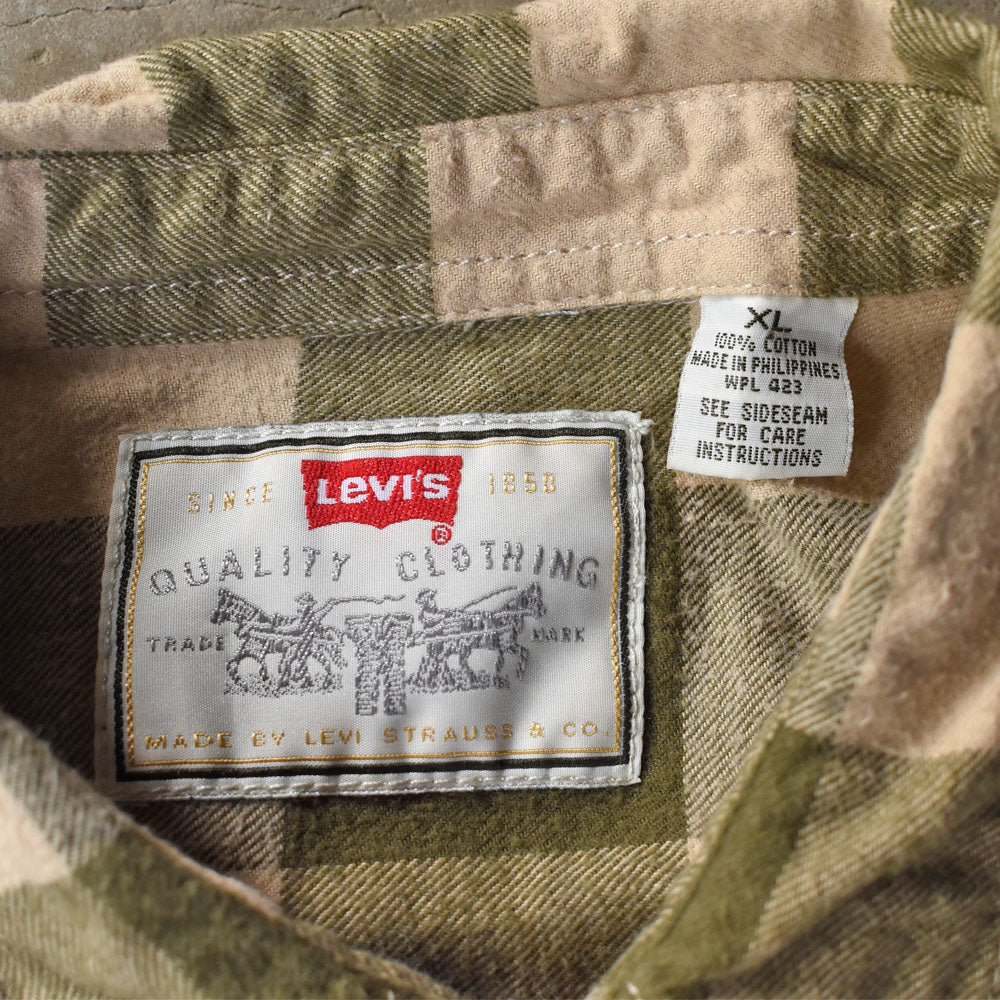 XL
100% COTTON
MADE IN PHILIPPINES
WPL 423
SEE SIDESEAM
FOR CARE
INSTRUCTIONS
SINCE LEVI'S 1850
®
QUALITY CLOTHING
TRADE MARK
MADE BY LEVI STRAUSS & CO.